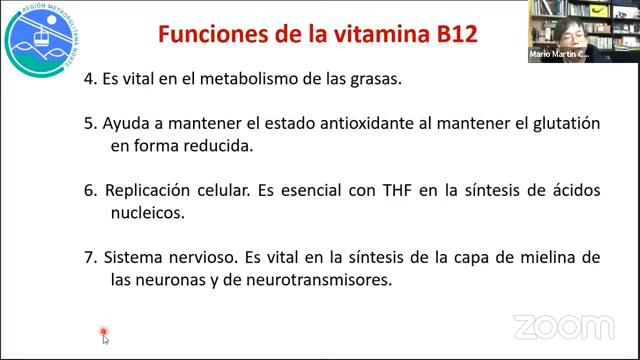 REGIÓN METROPOLITANA NORTE
Funciones de la vitamina B12
Mario Martin C...
4. Es vital en el metabolismo de las grasas.
5. Ayuda a mantener el estado antioxidante al mantener el glutatión
en forma reducida.
6. Replicación celular. Es esencial con THF en la síntesis de ácidos
nucleicos.
7. Sistema nervioso. Es vital en la síntesis de la capa de mielina de
las neuronas y de neurotransmisores.
zoom